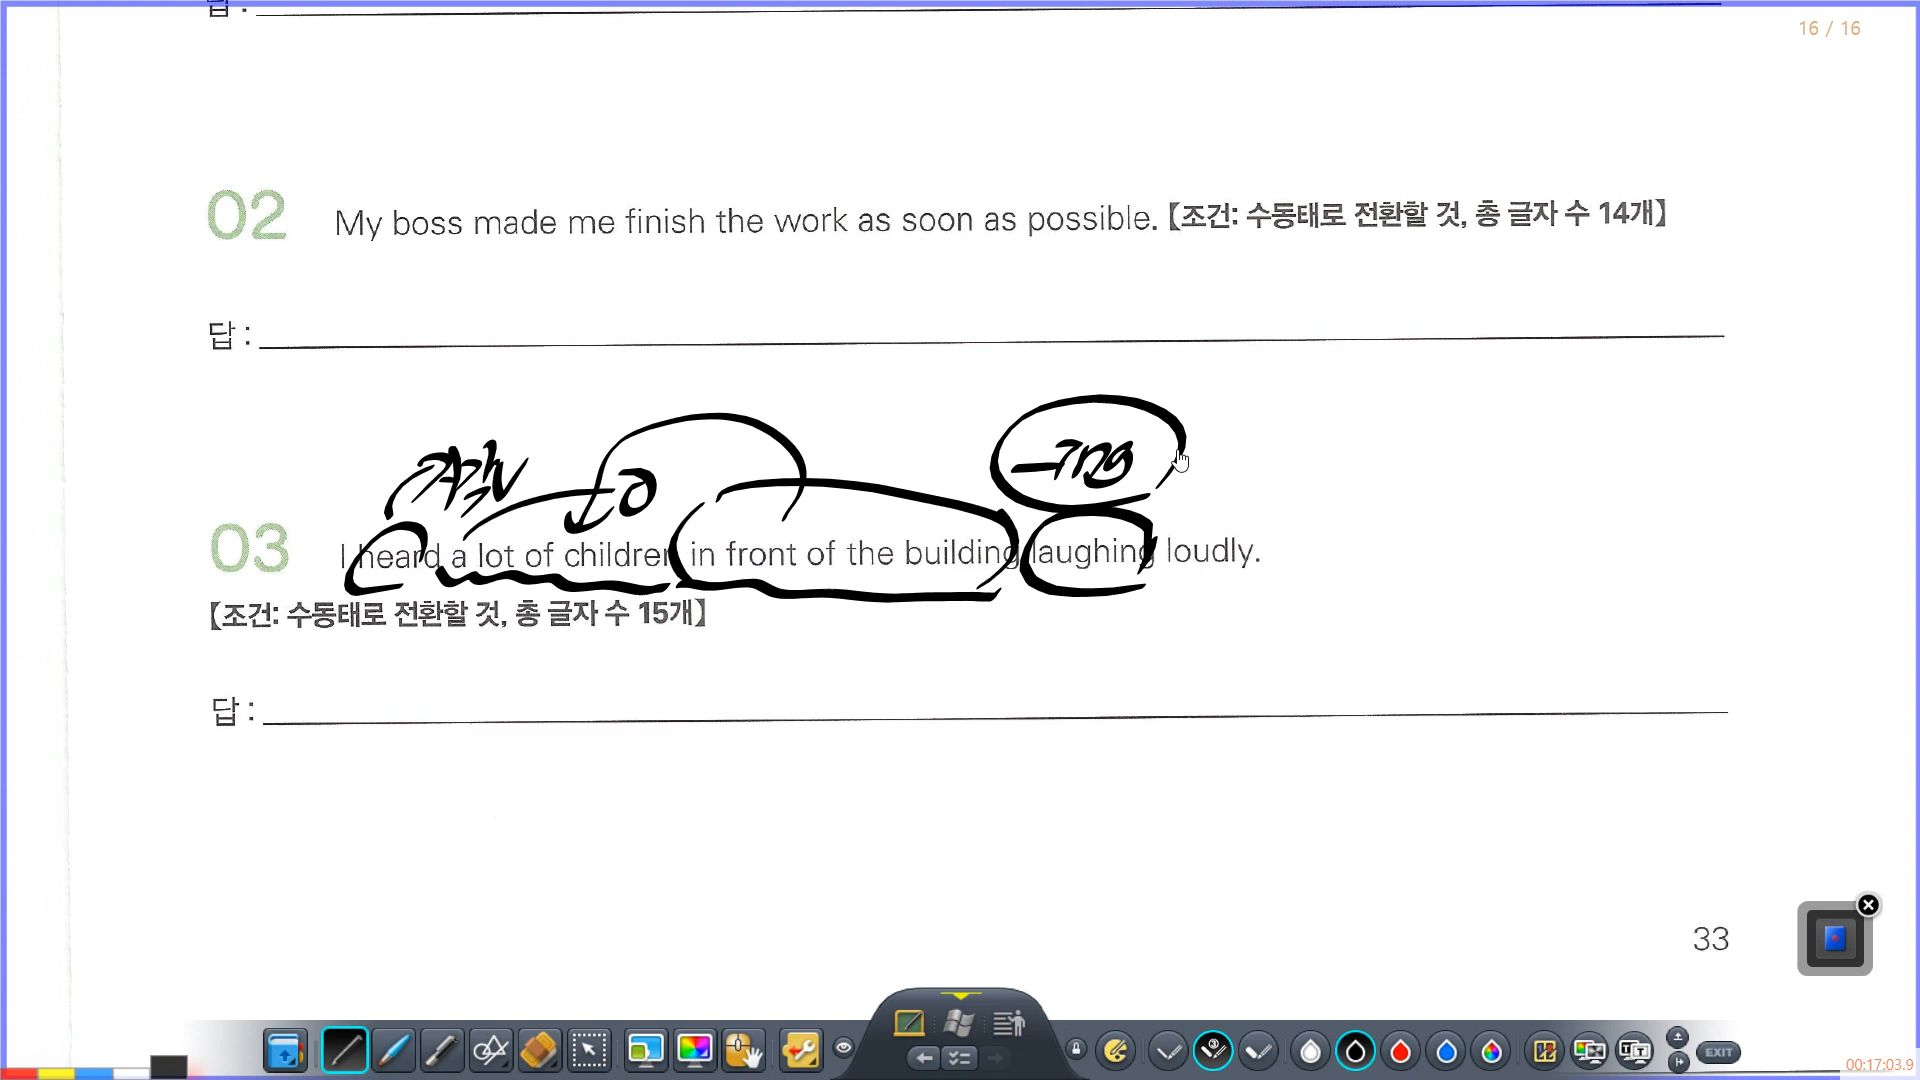 답 :
16 / 16
02 My boss made me finish the work as soon as possible.【조건: 수동태로 전환할 것, 총 글자 수 14개】
답 :
-ing
03 I heard a lot of children in front of the building laughing loudly.
【조건: 수동태로 전환할 것, 총 글자 수 15개】
답 :
33
EXIT
00:17:03.9